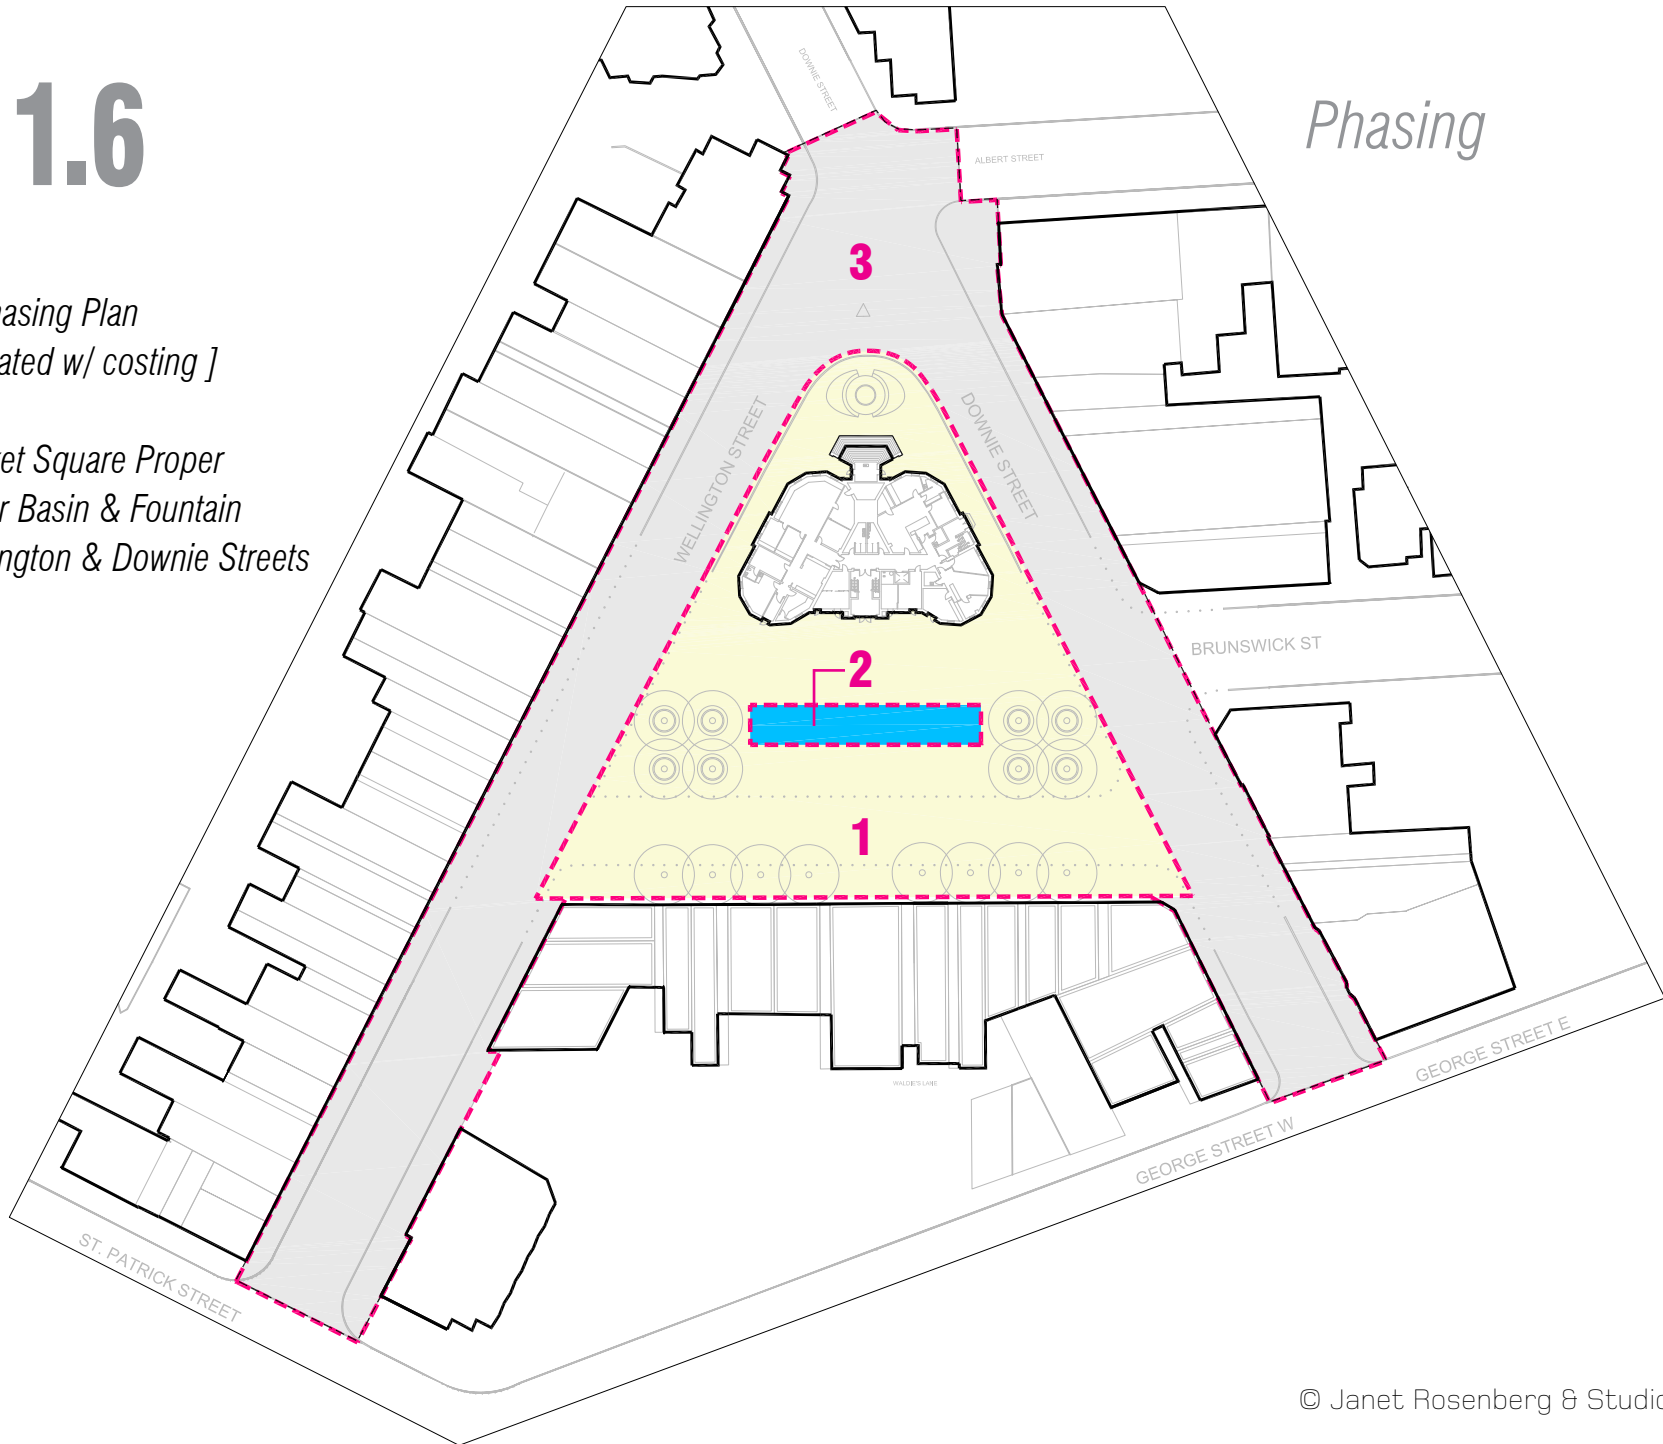 1.6
Phasing
asing Plan
ated w/ costing ]
et Square Proper
r Basin & Fountain
ngton & Downie Streets
DOWNIE STREET
ALBERT STREET
3
WELLINGTON STREET
DOWNIE STREET
BRUNSWICK ST
2
1
WALDIE'S LANE
GEORGE STREET E
GEORGE STREET W
ST. PATRICK STREET
© Janet Rosenberg & Studio